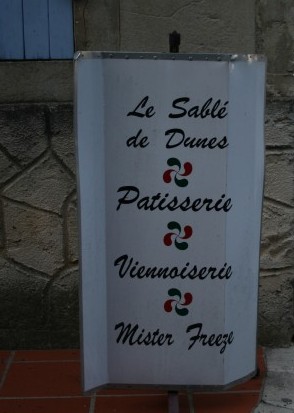 Le Sablé
de Dunes
Patisserie
Viennoiserie
Mister Freeze